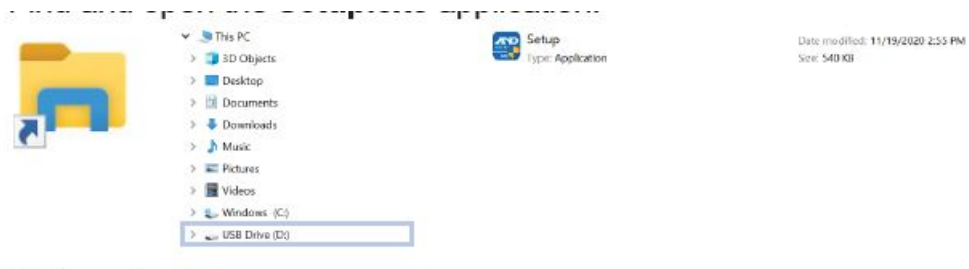 This PC
3D Objects
Desktop
Documents
Downloads
Music
Pictures
Videos
Windows (C:)
USB Drive (D:)
AND
Setup
Type: Application
Date modified: 11/19/2020 2:55 PM
Size: 540 KB